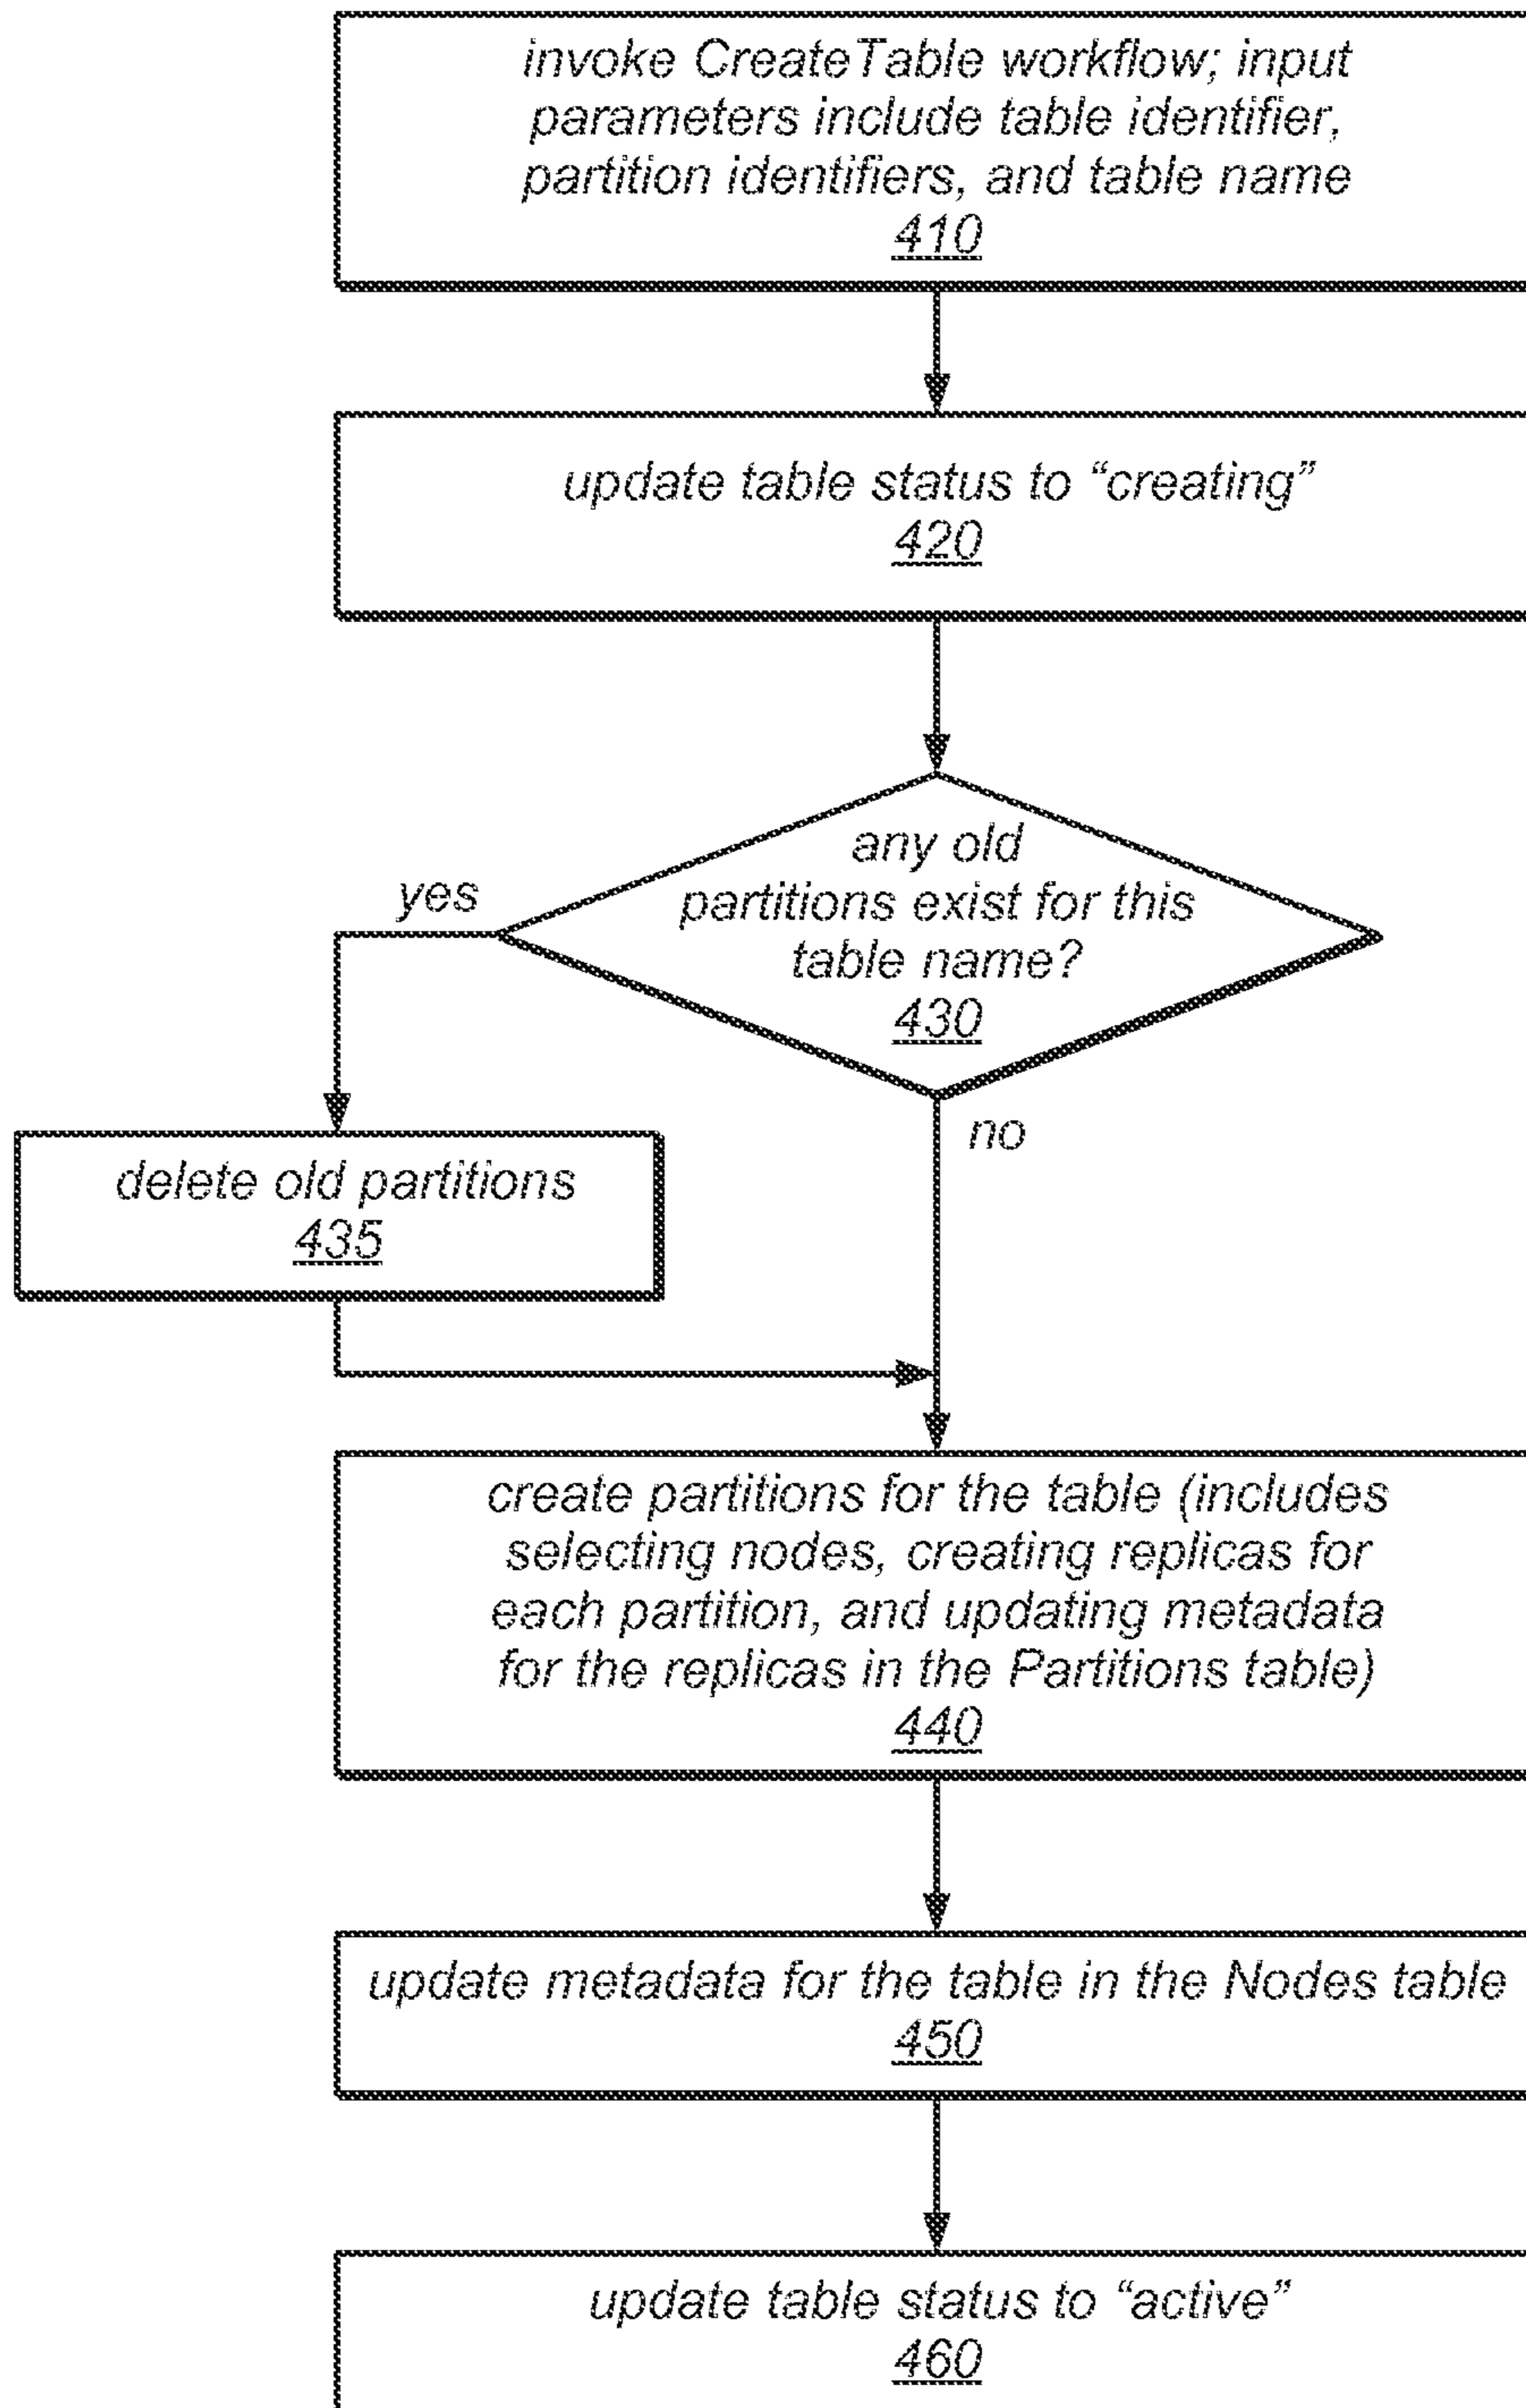 invoke CreateTable workflow; input
parameters include table identifier,
partition identifiers, and table name
410
update table status to “creating”
420
any old
partitions exist for this
table name?
430
yes
no
delete old partitions
435
create partitions for the table (includes
selecting nodes, creating replicas for
each partition, and updating metadata
for the replicas in the Partitions table)
440
update metadata for the table in the Nodes table
450
update table status to “active”
460